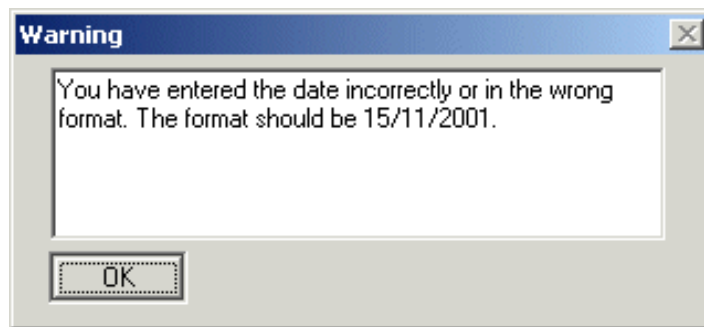 Warning
You have entered the date incorrectly or in the wrong
format. The format should be 15/11/2001.
OK